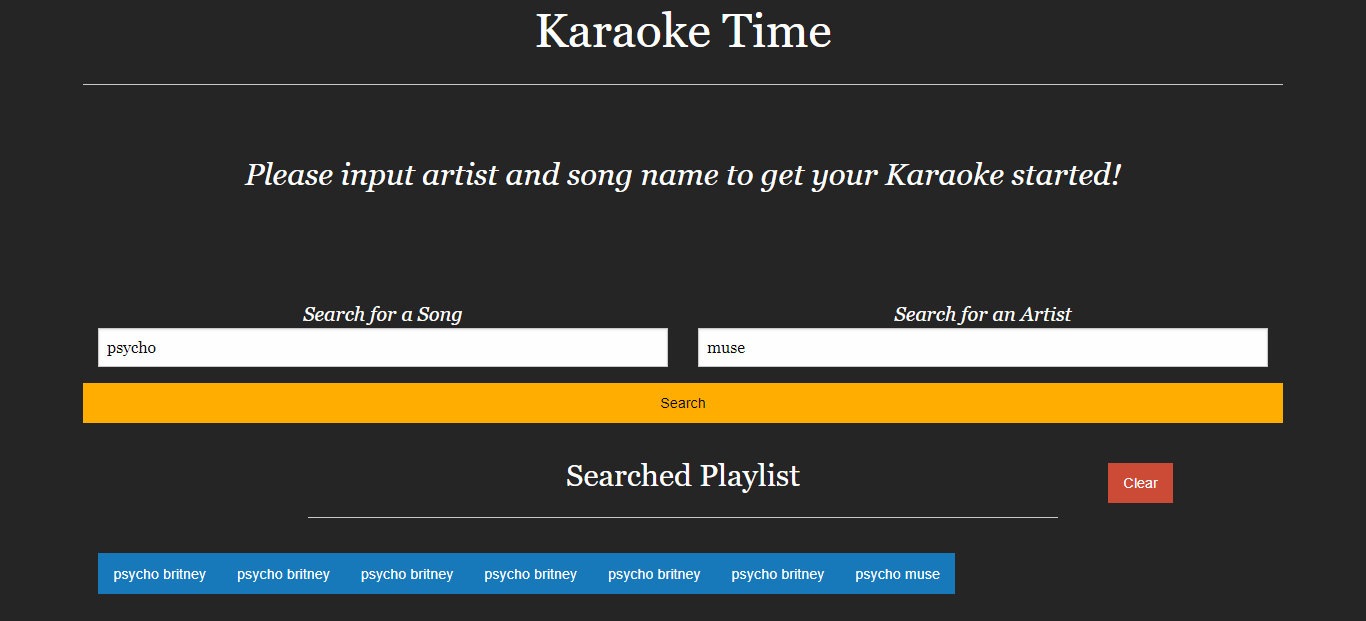 Karaoke Time
Please input artist and song name to get your Karaoke started!
Search for a Song
Search for an Artist
psycho
muse
Search
Searched Playlist
Clear
psycho britney psycho britney psycho britney psycho britney psycho britney psycho britney psycho muse